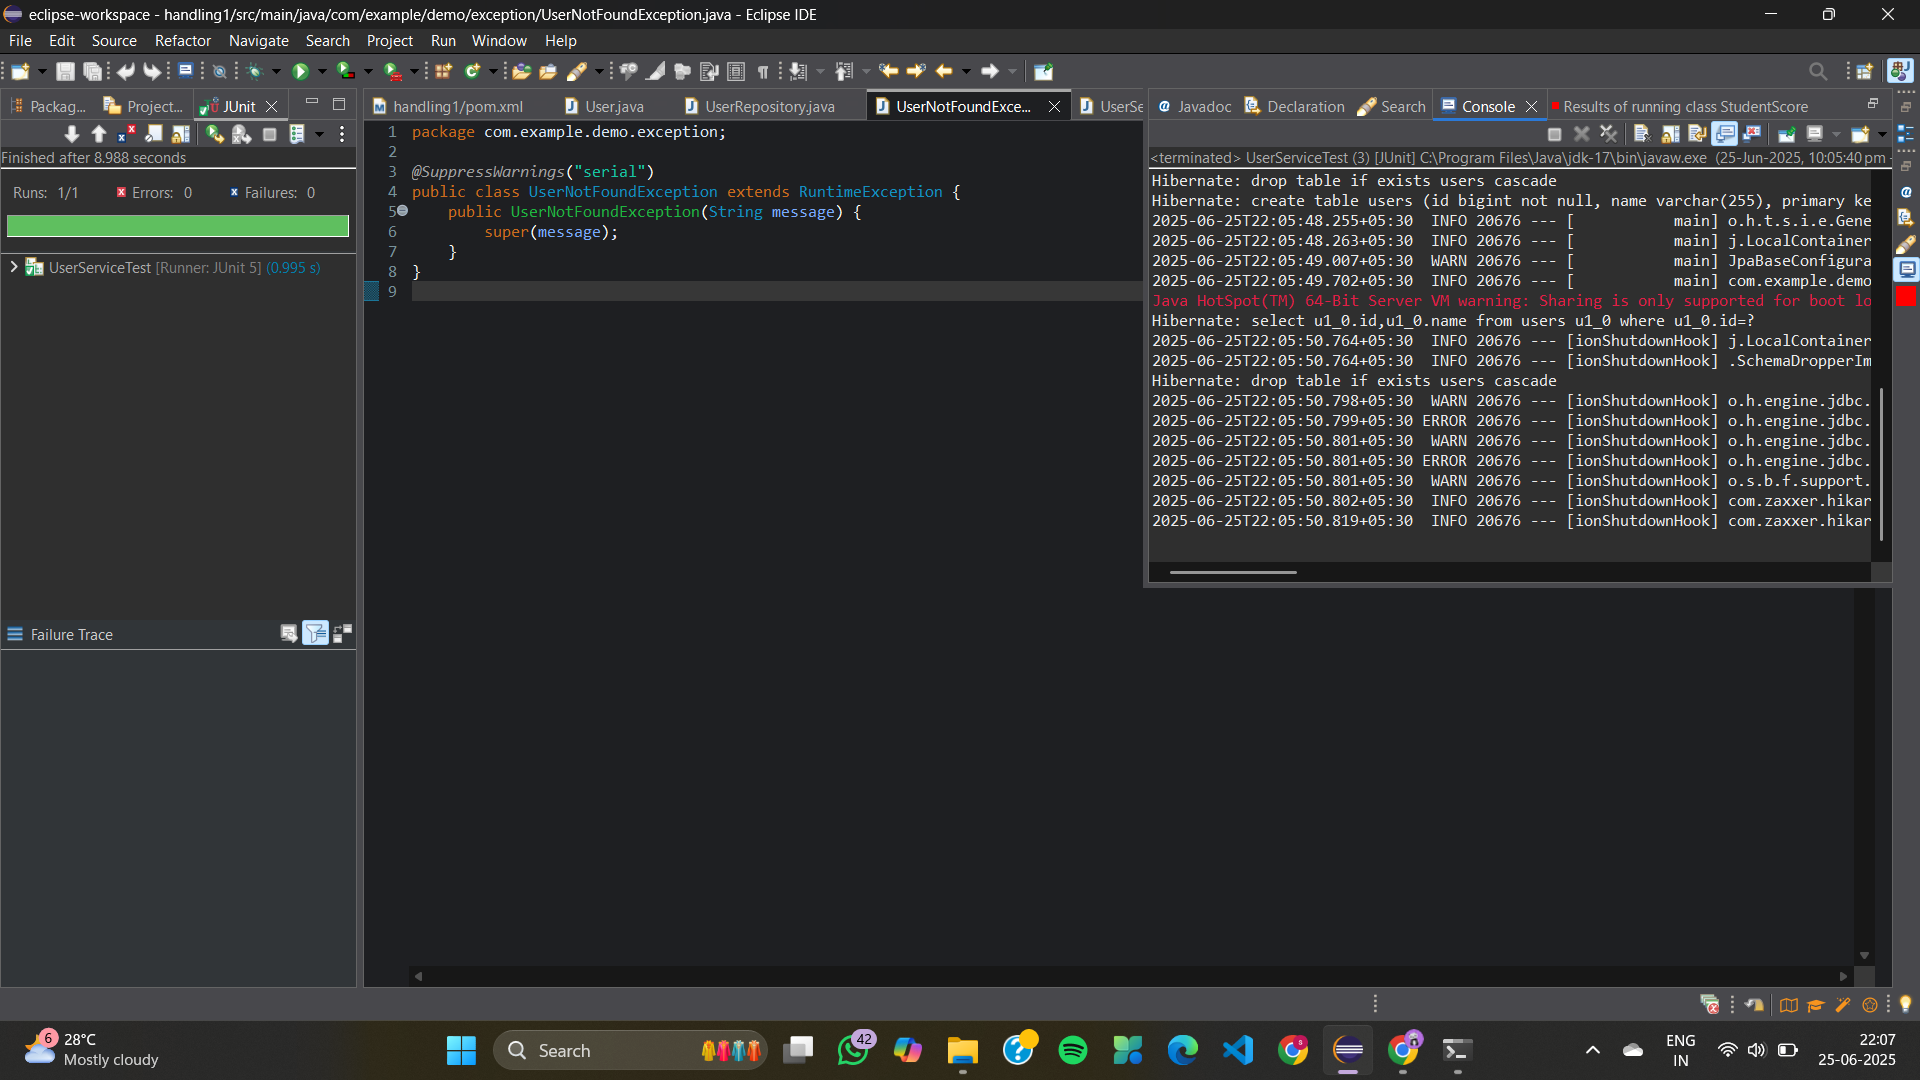 eclipse-workspace - handling1/src/main/java/com/example/demo/exception/UserNotFoundException.java - Eclipse IDE
File Edit Source Refactor Navigate Search Project Run Window Help
Packag... Project... JUnit
Finished after 8.988 seconds
Runs: 1/1 Errors: 0 Failures: 0
UserServiceTest [Runner: JUnit 5] (0.995 s)
Failure Trace
handling1/pom.xml User.java UserRepository.java UserNotFoundExce... UserSe
1 package com.example.demo.exception;
2
3 @SuppressWarnings("serial")
4 public class UserNotFoundException extends RuntimeException {
5 public UserNotFoundException(String message) {
6 super(message);
7 }
8 }
9
@ Javadoc Declaration Search Console Results of running class StudentScore
<terminated> UserServiceTest (3) [JUnit] C:\Program Files\Java\jdk-17\bin\javaw.exe (25-Jun-2025, 10:05:40 pm -
Hibernate: drop table if exists users cascade
Hibernate: create table users (id bigint not null, name varchar(255), primary ke
2025-06-25T22:05:48.255+05:30 INFO 20676 --- [ main] o.h.t.s.i.e.Gene
2025-06-25T22:05:48.263+05:30 INFO 20676 --- [ main] j.LocalContainer
2025-06-25T22:05:49.007+05:30 WARN 20676 --- [ main] JpaBaseConfigura
2025-06-25T22:05:49.702+05:30 INFO 20676 --- [ main] com.example.demo
Java HotSpot(TM) 64-Bit Server VM warning: Sharing is only supported for boot lo
Hibernate: select u1_0.id,u1_0.name from users u1_0 where u1_0.id=?
2025-06-25T22:05:50.764+05:30 INFO 20676 --- [ionShutdownHook] j.LocalContainer
2025-06-25T22:05:50.764+05:30 INFO 20676 --- [ionShutdownHook] .SchemaDropperIm
Hibernate: drop table if exists users cascade
2025-06-25T22:05:50.798+05:30 WARN 20676 --- [ionShutdownHook] o.h.engine.jdbc.
2025-06-25T22:05:50.799+05:30 ERROR 20676 --- [ionShutdownHook] o.h.engine.jdbc.
2025-06-25T22:05:50.801+05:30 WARN 20676 --- [ionShutdownHook] o.h.engine.jdbc.
2025-06-25T22:05:50.801+05:30 ERROR 20676 --- [ionShutdownHook] o.h.engine.jdbc.
2025-06-25T22:05:50.801+05:30 WARN 20676 --- [ionShutdownHook] o.s.b.f.support.
2025-06-25T22:05:50.802+05:30 INFO 20676 --- [ionShutdownHook] com.zaxxer.hikar
2025-06-25T22:05:50.819+05:30 INFO 20676 --- [ionShutdownHook] com.zaxxer.hikar
6 28°C
Mostly cloudy
Search
42
ENG
IN
22:07
25-06-2025